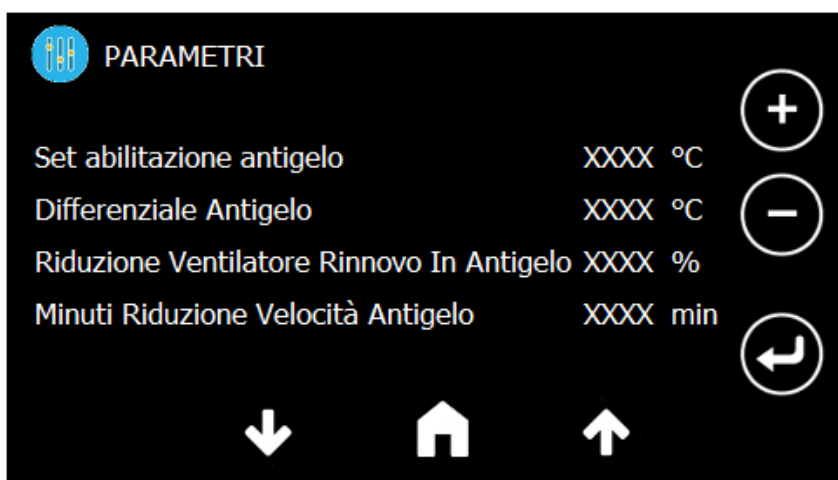 PARAMETRI
Set abilitazione antigelo XXXX °C
Differenziale Antigelo XXXX °C
Riduzione Ventilatore Rinnovo In Antigelo XXXX %
Minuti Riduzione Velocità Antigelo XXXX min